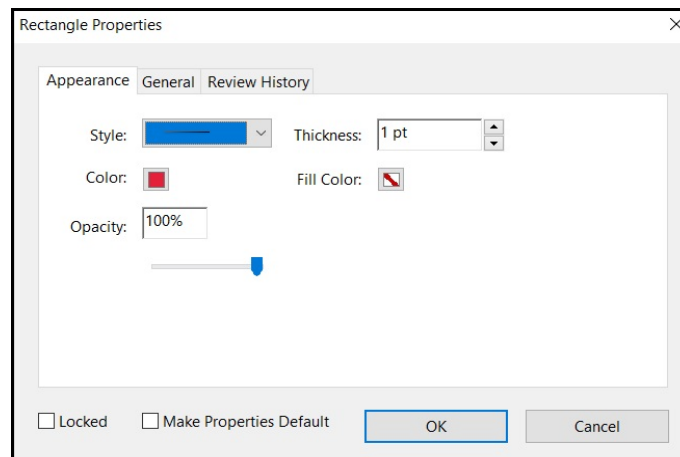 Rectangle Properties
Appearance General Review History
Style: Thickness: 1 pt
Color: Fill Color:
Opacity: 100%
Locked Make Properties Default OK Cancel